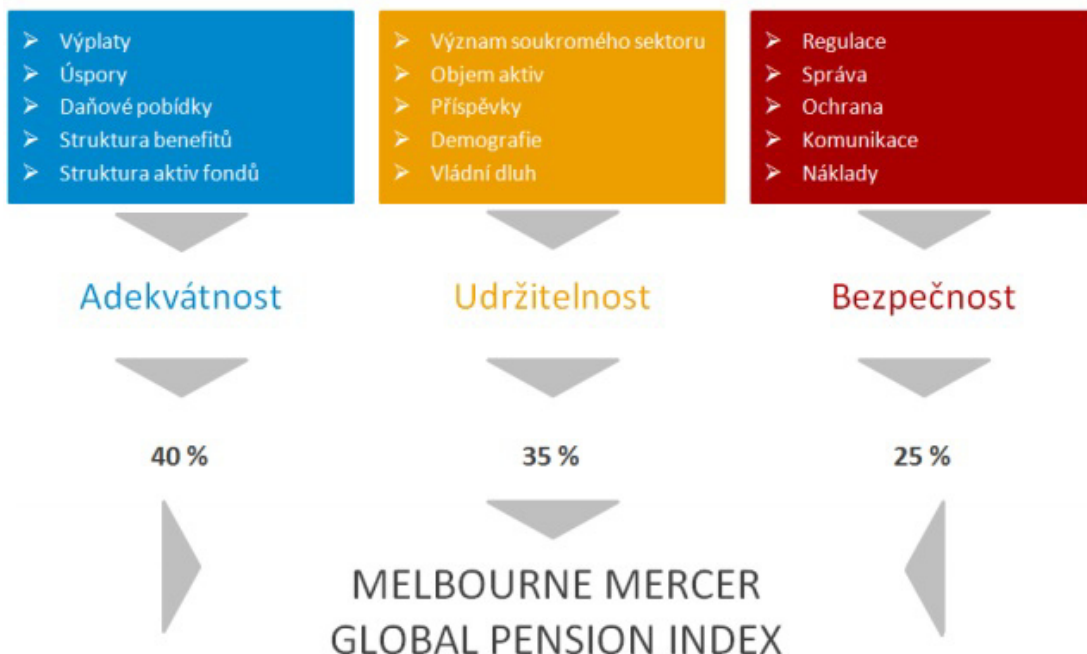 Výplaty
Úspory
Daňové pobídky
Struktura benefitů
Struktura aktiv fondů
Význam soukromého sektoru
Objem aktiv
Příspěvky
Demografie
Vládní dluh
Regulace
Správa
Ochrana
Komunikace
Náklady
Adekvátnost
Udržitelnost
Bezpečnost
40 %
35 %
25 %
MELBOURNE MERCER
GLOBAL PENSION INDEX